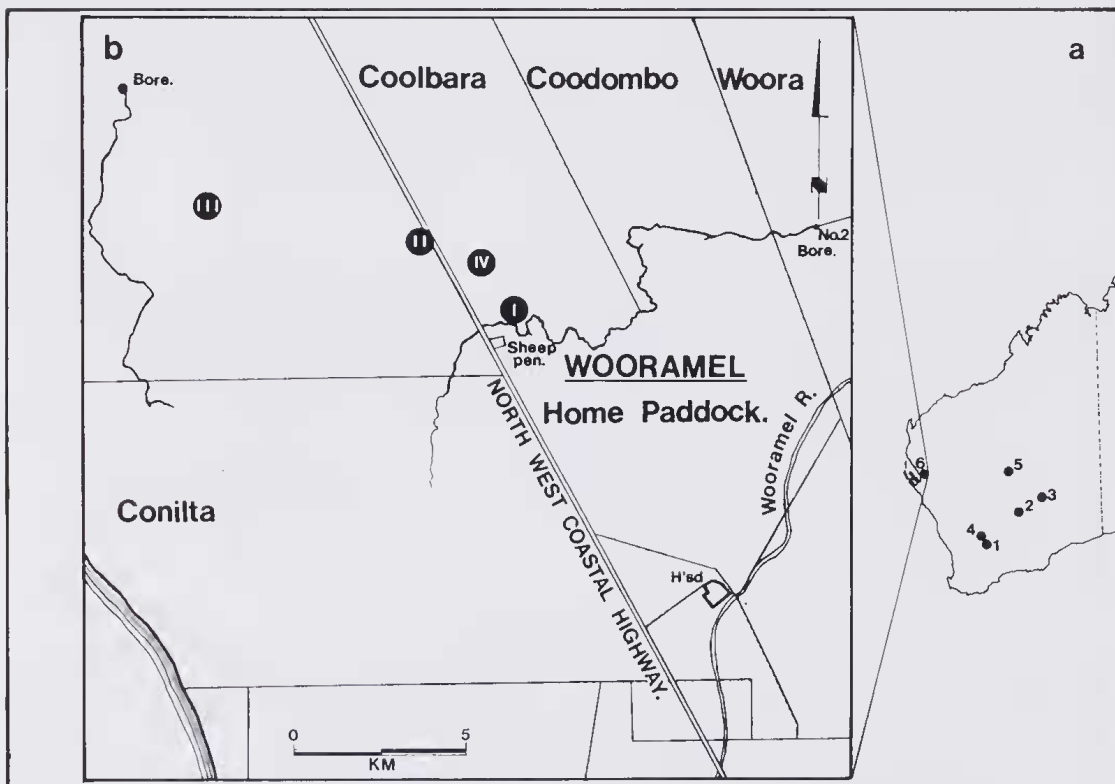 b
a
Bore.
Coolbara
Coodombo
Woora
III
II
IV
I
N
No.2
Bore.
Sheep
pen.
WOORAMEL
Home Paddock.
Wooramel R.
NORTH WEST COASTAL HIGHWAY.
Conilta
H'sd
0
5
KM
6
5
3
2
4
1